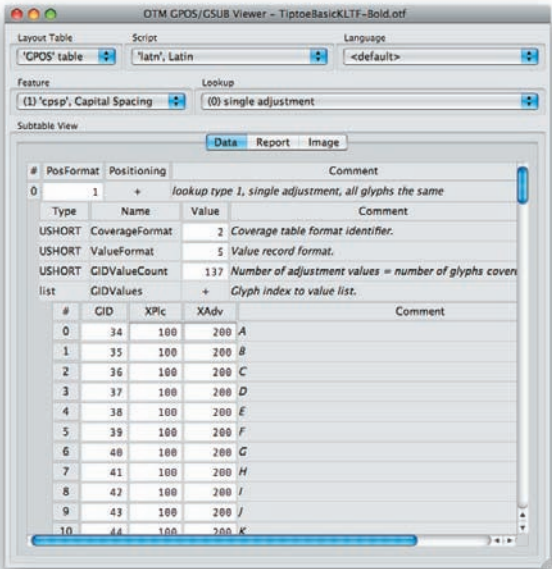 OTM GPOS/GSUB Viewer – TiptoeBasicKLTF-Bold.otf
Layout Table Script Language
'GPOS' table 'latn', Latin <default>
Feature Lookup
(1) 'cpsp', Capital Spacing (0) single adjustment
Subtable View
Data Report Image
# PosFormat Positioning Comment
0 1 + lookup type 1, single adjustment, all glyphs the same
Type Name Value Comment
USHORT CoverageFormat 2 Coverage table format identifier.
USHORT ValueFormat 5 Value record format.
USHORT GIDValueCount 137 Number of adjustment values = number of glyphs coveren
list GIDValues + Glyph index to value list.
# GID XPlc XAdv Comment
0 34 100 200 A
1 35 100 200 B
2 36 100 200 C
3 37 100 200 D
4 38 100 200 E
5 39 100 200 F
6 40 100 200 G
7 41 100 200 H
8 42 100 200 I
9 43 100 200 J
10 44 100 200 K